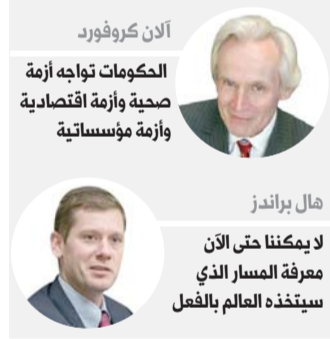 آلان كروفورد
الحكومات تواجه أزمة
صحية وأزمة اقتصادية
وأزمة مؤسساتية
هال براندز
لا يمكننا حتى الآن
معرفة المسار الذي
سيتخذه العالم بالفعل